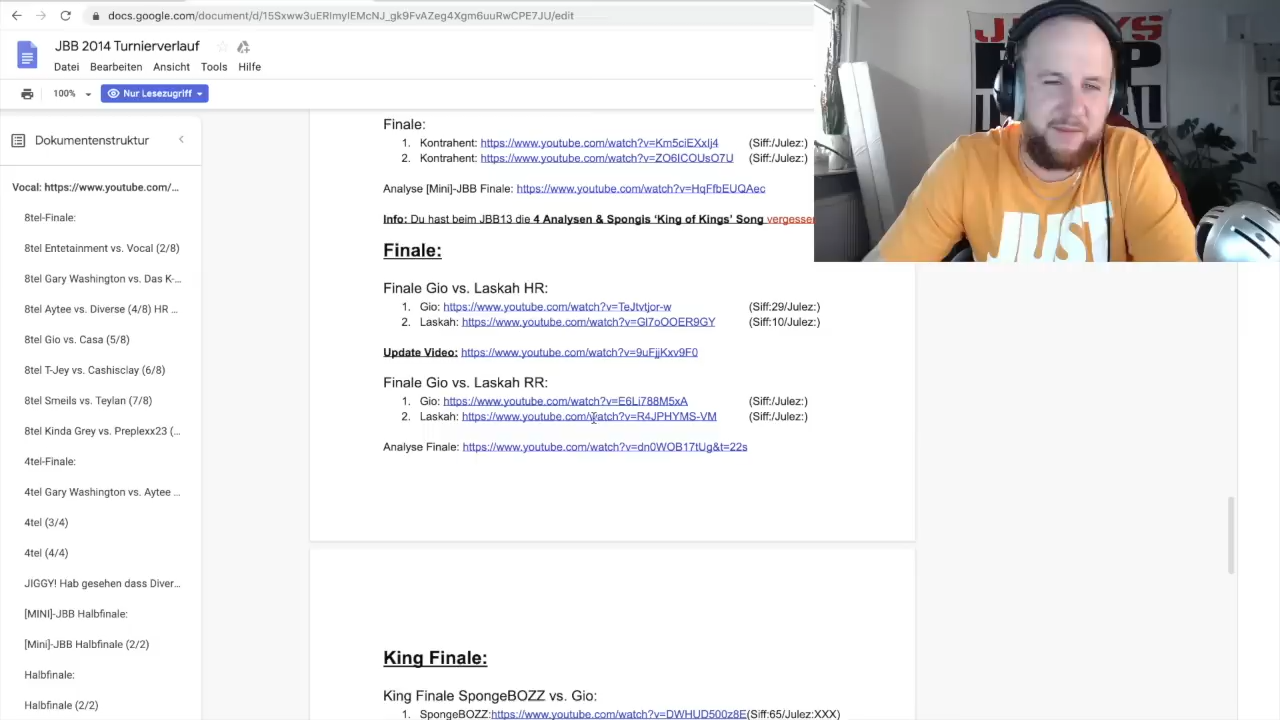 docs.google.com/document/d/15Sxww3uERImyIEMcNJ_gk9FvAZeg4Xgm6uuRwCPE7JU/edit
JBB 2014 Turnierverlauf
Datei Bearbeiten Ansicht Tools Hilfe
100% Nur Lesezugriff
Dokumentenstruktur
Vocal: https://www.youtube.com/...
8tel-Finale:
8tel Entetainment vs. Vocal (2/8)
8tel Gary Washington vs. Das K-...
8tel Aytee vs. Diverse (4/8) HR ...
8tel Gio vs. Casa (5/8)
8tel T-Jey vs. Cashisclay (6/8)
8tel Smeils vs. Teylan (7/8)
8tel Kinda Grey vs. Preplexx23 (...
4tel-Finale:
4tel Gary Washington vs. Aytee ...
4tel (3/4)
4tel (4/4)
JIGGY! Hab gesehen dass Diver...
[MINI]-JBB Halbfinale:
[Mini]-JBB Halbfinale (2/2)
Halbfinale:
Halbfinale (2/2)
Finale:
1. Kontrahent: https://www.youtube.com/watch?v=Km5ciEXxIj4 (Siff:/Julez:)
2. Kontrahent: https://www.youtube.com/watch?v=ZO6ICOUsO7U (Siff:/Julez:)
Analyse [Mini]-JBB Finale: https://www.youtube.com/watch?v=HqFfbEUQAec
Info: Du hast beim JBB13 die 4 Analysen & Spongis ‘King of Kings’ Song vergessen
Finale:
Finale Gio vs. Laskah HR:
1. Gio: https://www.youtube.com/watch?v=TeJtvtjor-w (Siff:29/Julez:)
2. Laskah: https://www.youtube.com/watch?v=Gl7oOOER9GY (Siff:10/Julez:)
Update Video: https://www.youtube.com/watch?v=9uFjjKxv9F0
Finale Gio vs. Laskah RR:
1. Gio: https://www.youtube.com/watch?v=E6Li788M5xA (Siff:/Julez:)
2. Laskah: https://www.youtube.com/watch?v=R4JPHYMS-VM (Siff:/Julez:)
Analyse Finale: https://www.youtube.com/watch?v=dn0WOB17tUg&t=22s
King Finale:
King Finale SpongeBOZZ vs. Gio:
1. SpongeBOZZ:https://www.youtube.com/watch?v=DWHUD500z8E(Siff:65/Julez:XXX)
JUST